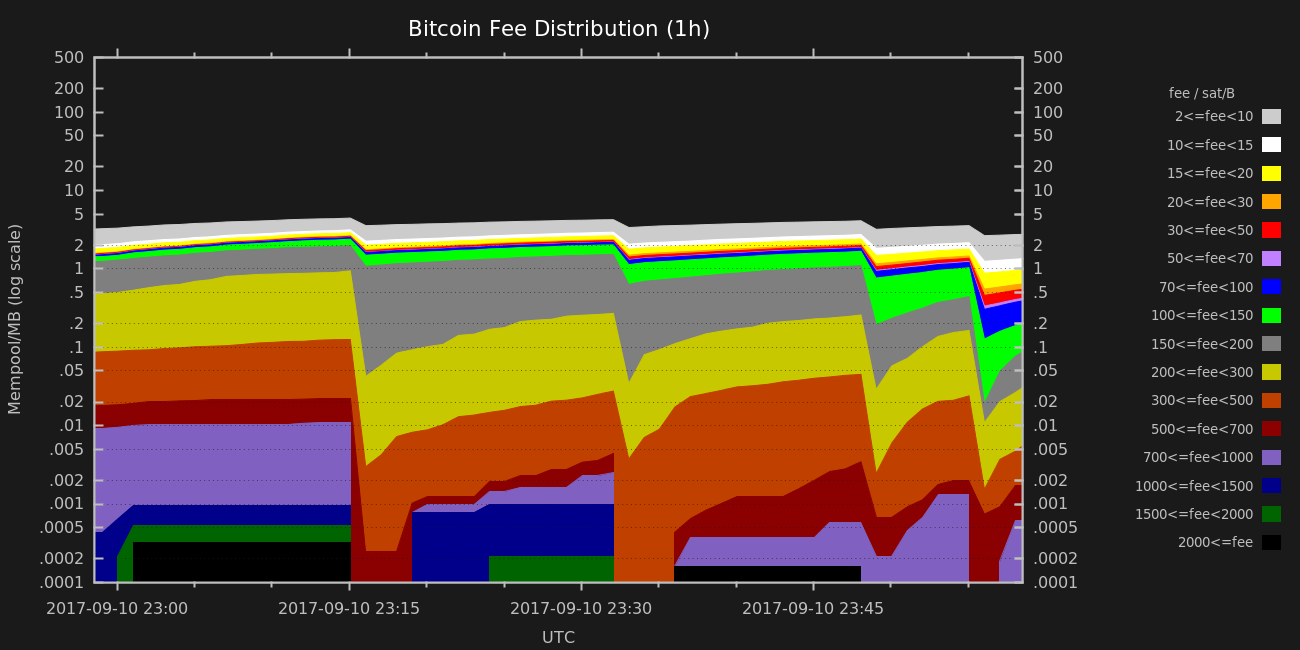 Bitcoin Fee Distribution (1h)
500
200
100
50
20
10
5
2
1
.5
.2
.1
.05
.02
.01
.005
.002
.001
.0005
.0002
.0001
Mempool/MB (log scale)
500
200
100
50
20
10
5
2
1
.5
.2
.1
.05
.02
.01
.005
.002
.001
.0005
.0002
.0001
2017-09-10 23:00 2017-09-10 23:15 2017-09-10 23:30 2017-09-10 23:45
UTC
fee / sat/B
2<=fee<10
10<=fee<15
15<=fee<20
20<=fee<30
30<=fee<50
50<=fee<70
70<=fee<100
100<=fee<150
150<=fee<200
200<=fee<300
300<=fee<500
500<=fee<700
700<=fee<1000
1000<=fee<1500
1500<=fee<2000
2000<=fee